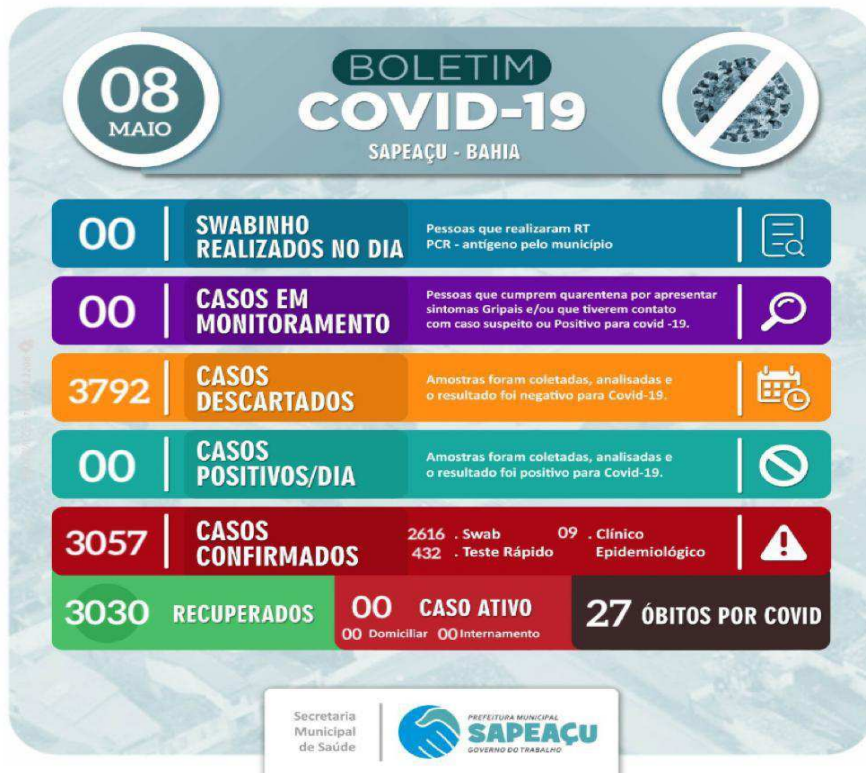 08
MAIO
BOLETIM
COVID-19
SAPEAÇU - BAHIA
00
SWABINHO
REALIZADOS NO DIA
Pessoas que realizaram RT
PCR - antígeno pelo município
00
CASOS EM
MONITORAMENTO
Pessoas que cumprem quarentena por apresentar
sintomas Gripais e/ou que tiverem contato
com caso suspeito ou Positivo para covid -19.
3792
CASOS
DESCARTADOS
Amostras foram coletadas, analisadas e
o resultado foi negativo para Covid-19.
00
CASOS
POSITIVOS/DIA
Amostras foram coletadas, analisadas e
o resultado foi positivo para Covid-19.
3057
CASOS
CONFIRMADOS
2616 . Swab
432 . Teste Rápido
09 . Clínico
Epidemiológico
3030 RECUPERADOS
00 CASO ATIVO
00 Domiciliar 00 Internamento
27 ÓBITOS POR COVID
Secretaria
Municipal
de Saúde
PREFEITURA MUNICIPAL
SAPEAÇU
GOVERNO DO TRABALHO